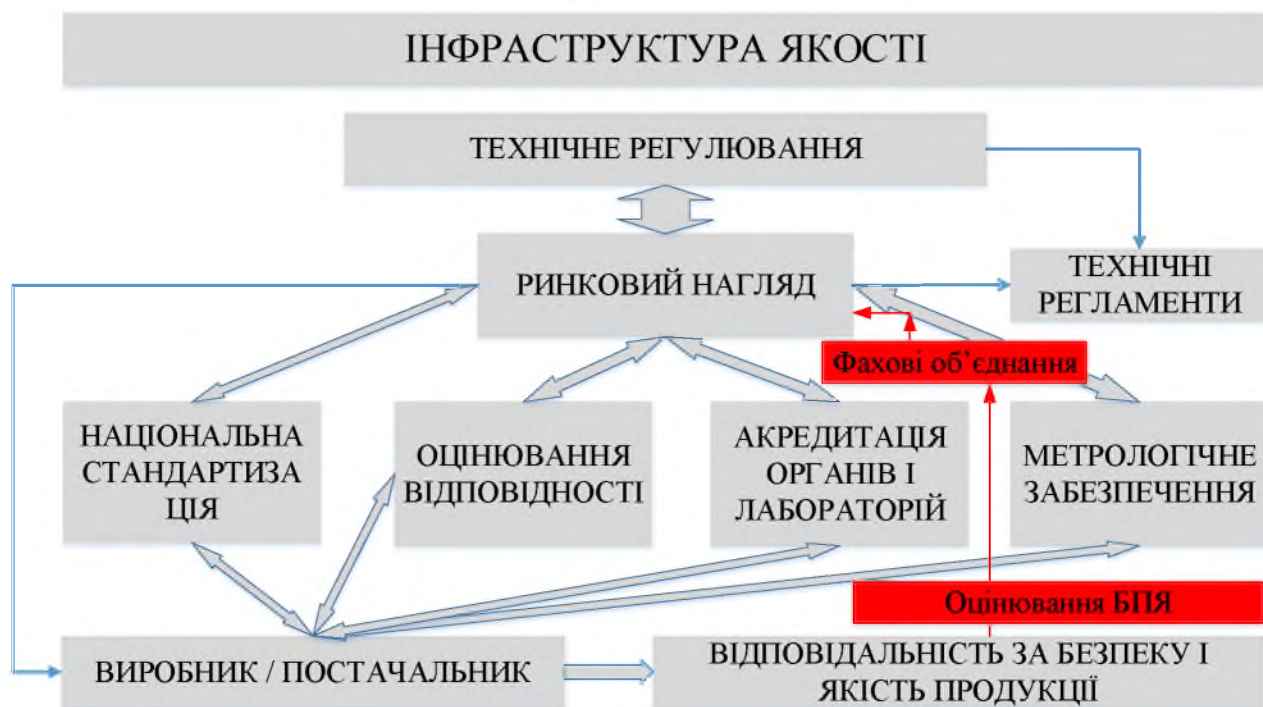 ІНФРАСТРУКТУРА ЯКОСТІ
ТЕХНІЧНЕ РЕГУЛЮВАННЯ
РИНКОВИЙ НАГЛЯД
ТЕХНІЧНІ
РЕГЛАМЕНТИ
Фахові об’єднання
НАЦІОНАЛЬНА
СТАНДАРТИЗА
ЦІЯ
ОЦІНЮВАННЯ
ВІДПОВІДНОСТІ
АКРЕДИТАЦІЯ
ОРГАНІВ І
ЛАБОРАТОРІЙ
МЕТРОЛОГІЧНЕ
ЗАБЕЗПЕЧЕННЯ
Оцінювання БПЯ
ВИРОБНИК / ПОСТАЧАЛЬНИК
ВІДПОВІДАЛЬНІСТЬ ЗА БЕЗПЕКУ І
ЯКІСТЬ ПРОДУКЦІЇ